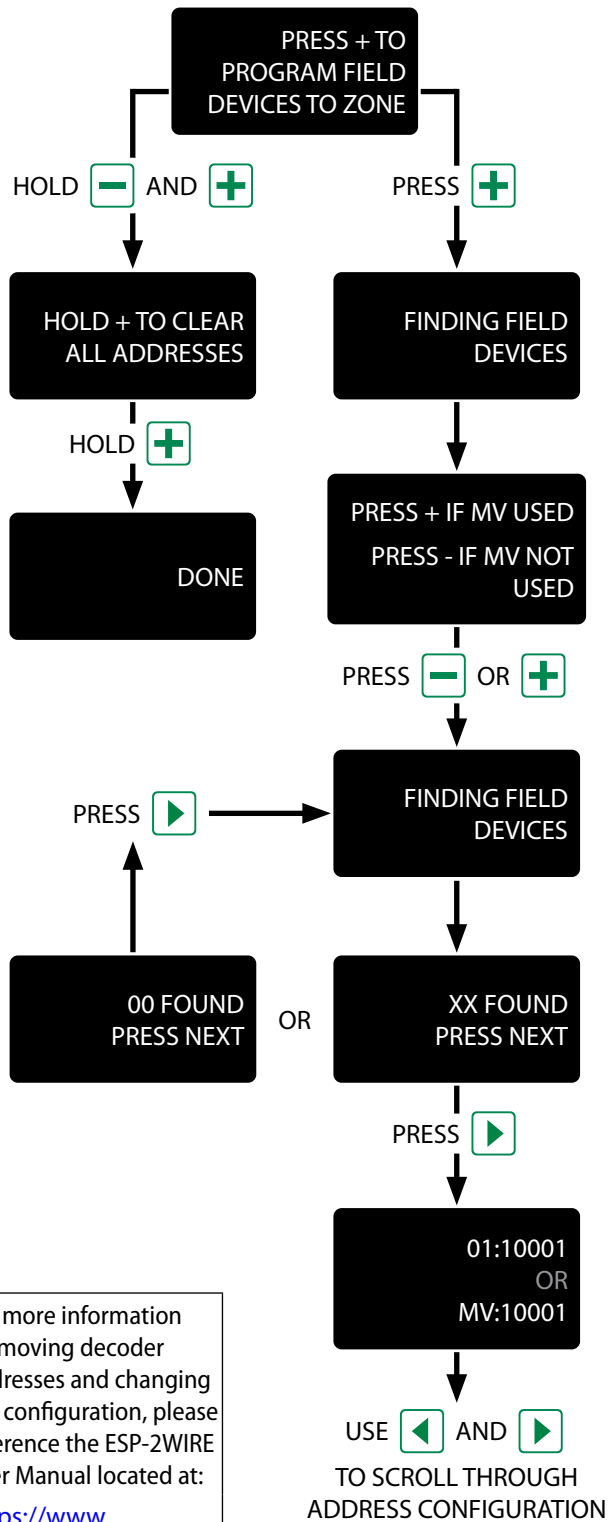 PRESS + TO
PROGRAM FIELD
DEVICES TO ZONE
HOLD AND
PRESS
HOLD + TO CLEAR
ALL ADDRESSES
FINDING FIELD
DEVICES
HOLD
DONE
PRESS + IF MV USED
PRESS - IF MV NOT
USED
PRESS OR
FINDING FIELD
DEVICES
PRESS
00 FOUND
PRESS NEXT
OR
XX FOUND
PRESS NEXT
PRESS
01:10001
OR
MV:10001
USE AND
TO SCROLL THROUGH
ADDRESS CONFIGURATION
more information
moving decoder
changing
configuration, please
the ESP-2WIRE
Manual located at: